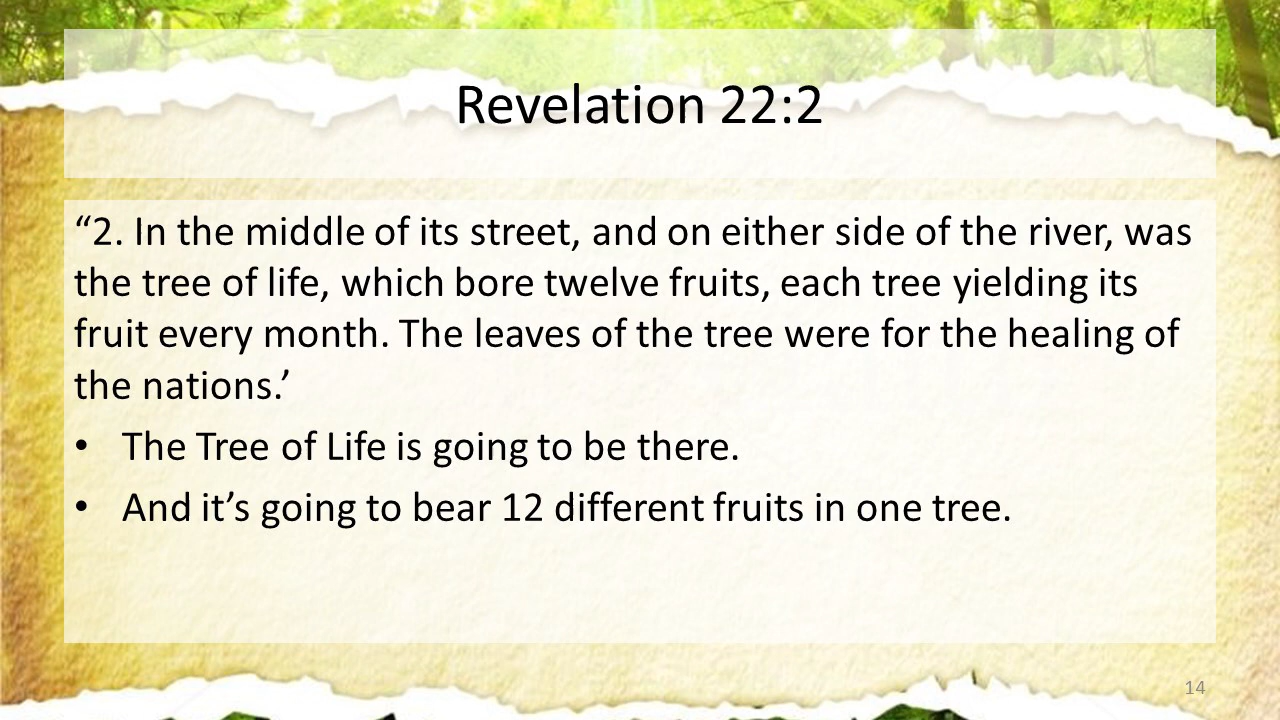 Revelation 22:2
“2. In the middle of its street, and on either side of the river, was
the tree of life, which bore twelve fruits, each tree yielding its
fruit every month. The leaves of the tree were for the healing of
the nations.’
• The Tree of Life is going to be there.
• And it’s going to bear 12 different fruits in one tree.
14